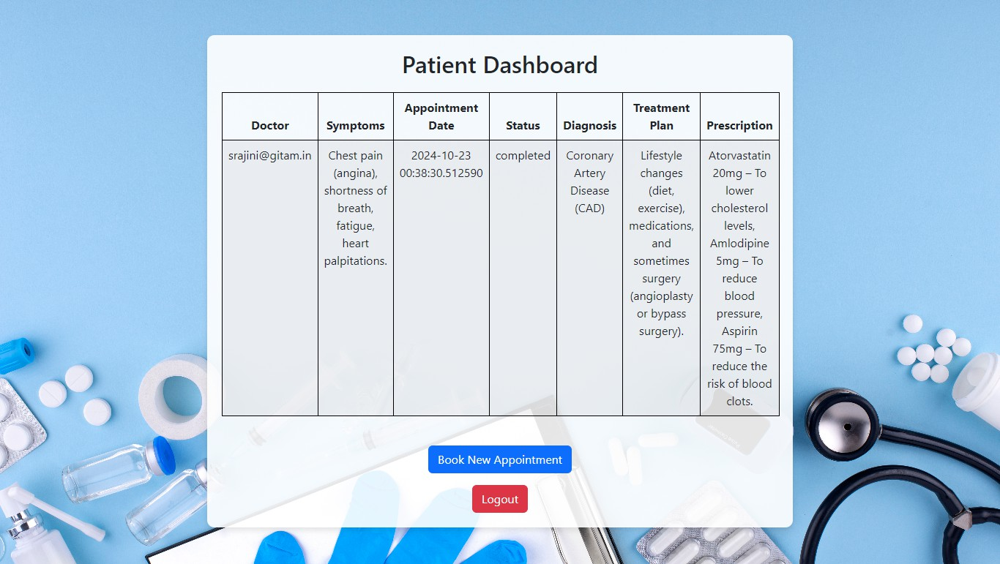 Patient Dashboard
Doctor
Symptoms
Appointment
Date
Status
Diagnosis
Treatment
Plan
Prescription
srajini@gitam.in
Chest pain
(angina),
shortness of
breath,
fatigue,
heart
palpitations.
2024-10-23
00:38:30.512590
completed
Coronary
Artery
Disease
(CAD)
Lifestyle
changes
(diet,
exercise),
medications,
and
sometimes
surgery
(angioplasty
or bypass
surgery).
Atorvastatin
20mg – To
lower
cholesterol
levels,
Amlodipine
5mg – To
reduce
blood
pressure,
Aspirin
75mg – To
reduce the
risk of blood
clots.
Book New Appointment
Logout